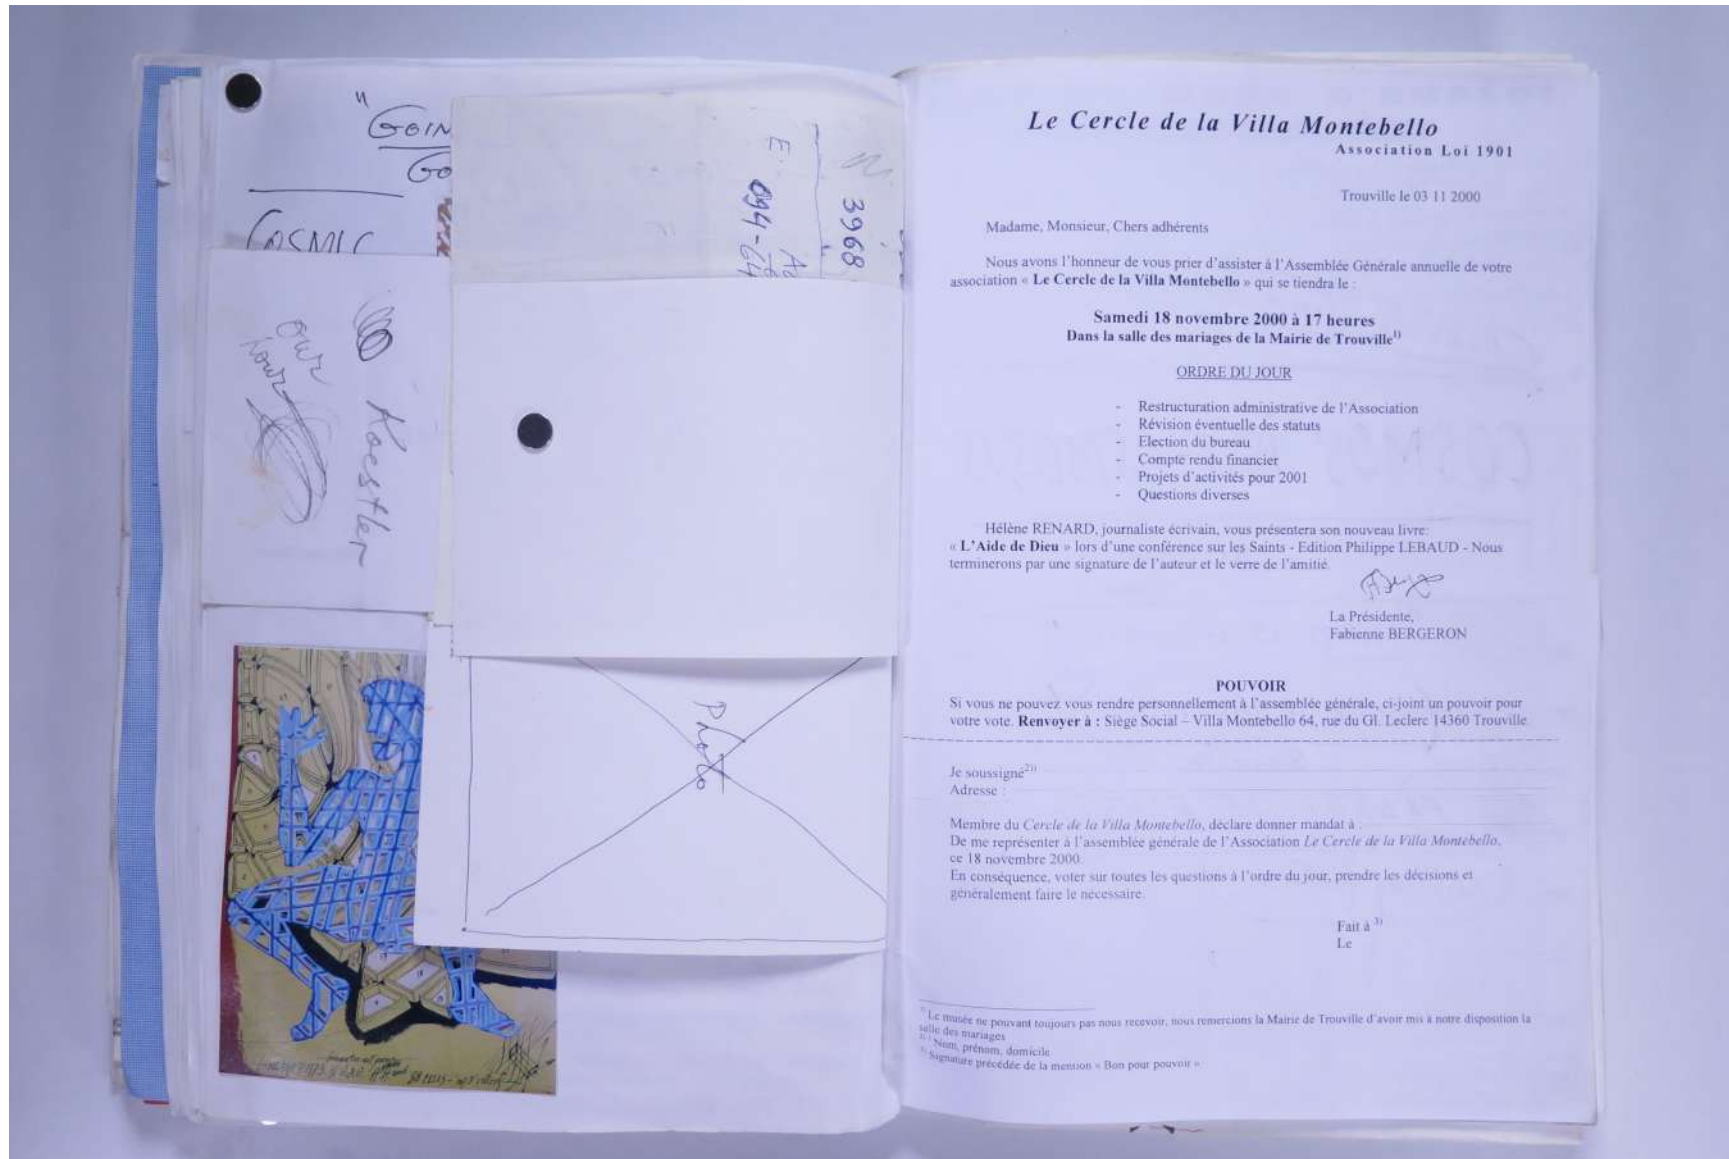 "GOIN
GO
COSMIC
our
hour
Koestler
3968
E.
094-64
Photo
Le Cercle de la Villa Montebello
Association Loi 1901
Trouville le 03 11 2000
Madame, Monsieur, Chers adhérents
Nous avons l'honneur de vous prier d'assister à l'Assemblée Générale annuelle de votre
association « Le Cercle de la Villa Montebello » qui se tiendra le :
Samedi 18 novembre 2000 à 17 heures
Dans la salle des mariages de la Mairie de Trouville1)
ORDRE DU JOUR
- Restructuration administrative de l'Association
- Révision éventuelle des statuts
- Election du bureau
- Compte rendu financier
- Projets d'activités pour 2001
- Questions diverses
Hélène RENARD, journaliste écrivain, vous présentera son nouveau livre:
« L'Aide de Dieu » lors d'une conférence sur les Saints - Edition Philippe LEBAUD - Nous
terminerons par une signature de l'auteur et le verre de l'amitié.
La Présidente,
Fabienne BERGERON
POUVOIR
Si vous ne pouvez vous rendre personnellement à l'assemblée générale, ci-joint un pouvoir pour
votre vote. Renvoyer à : Siège Social – Villa Montebello 64, rue du Gl. Leclerc 14360 Trouville
Je soussigné2)
Adresse :
Membre du Cercle de la Villa Montebello, déclare donner mandat à :
De me représenter à l'assemblée générale de l'Association Le Cercle de la Villa Montebello,
ce 18 novembre 2000.
En conséquence, voter sur toutes les questions à l'ordre du jour, prendre les décisions et
généralement faire le nécessaire.
Fait à 3)
Le
1) Le musée ne pouvant toujours pas nous recevoir, nous remercions la Mairie de Trouville d'avoir mis à notre disposition la
salle des mariages
2) Nom, prénom, domicile
3) Signature précédée de la mention « Bon pour pouvoir »